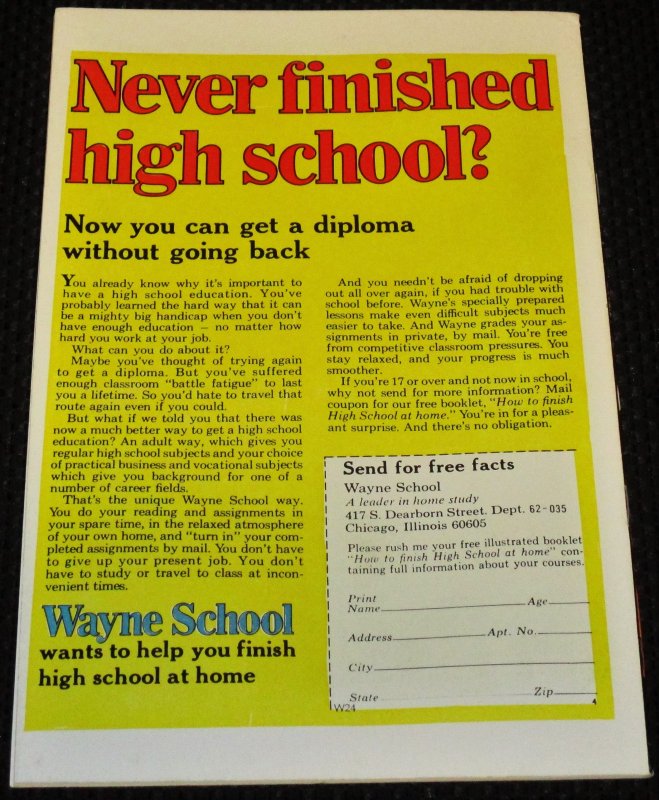 Never finished
high school?
Now you can get a diploma
without going back
You already know why it's important to
have a high school education. You've
probably learned the hard way that it can
be a mighty big handicap when you don't
have enough education — no matter how
hard you work at your job.
What can you do about it?
Maybe you've thought of trying again
to get a diploma. But you've suffered
enough classroom "battle fatigue" to last
you a lifetime. So you'd hate to travel that
route again even if you could.
But what if we told you that there was
now a much better way to get a high school
education? An adult way, which gives you
regular high school subjects and your choice
of practical business and vocational subjects
which give you background for one of a
number of career fields.
That's the unique Wayne School way.
You do your reading and assignments in
your spare time, in the relaxed atmosphere
of your own home, and "turn in" your com-
pleted assignments by mail. You don't have
to give up your present job. You don't
have to study or travel to class at incon-
venient times.
Wayne School
wants to help you finish
high school at home
And you needn't be afraid of dropping
out all over again, if you had trouble with
school before. Wayne's specially prepared
lessons make even difficult subjects much
easier to take. And Wayne grades your as-
signments in private, by mail. You're free
from competitive classroom pressures. You
stay relaxed, and your progress is much
smoother.
If you're 17 or over and not now in school,
why not send for more information? Mail
coupon for our free booklet, "How to finish
High School at home." You're in for a pleas-
ant surprise. And there's no obligation.
Send for free facts
Wayne School
A leader in home study
417 S. Dearborn Street. Dept. 62-035
Chicago, Illinois 60605
Please rush me your free illustrated booklet
"How to finish High School at home" con-
taining full information about your courses.
Print
Name Age
Address Apt. No.
City
State Zip
W24 4